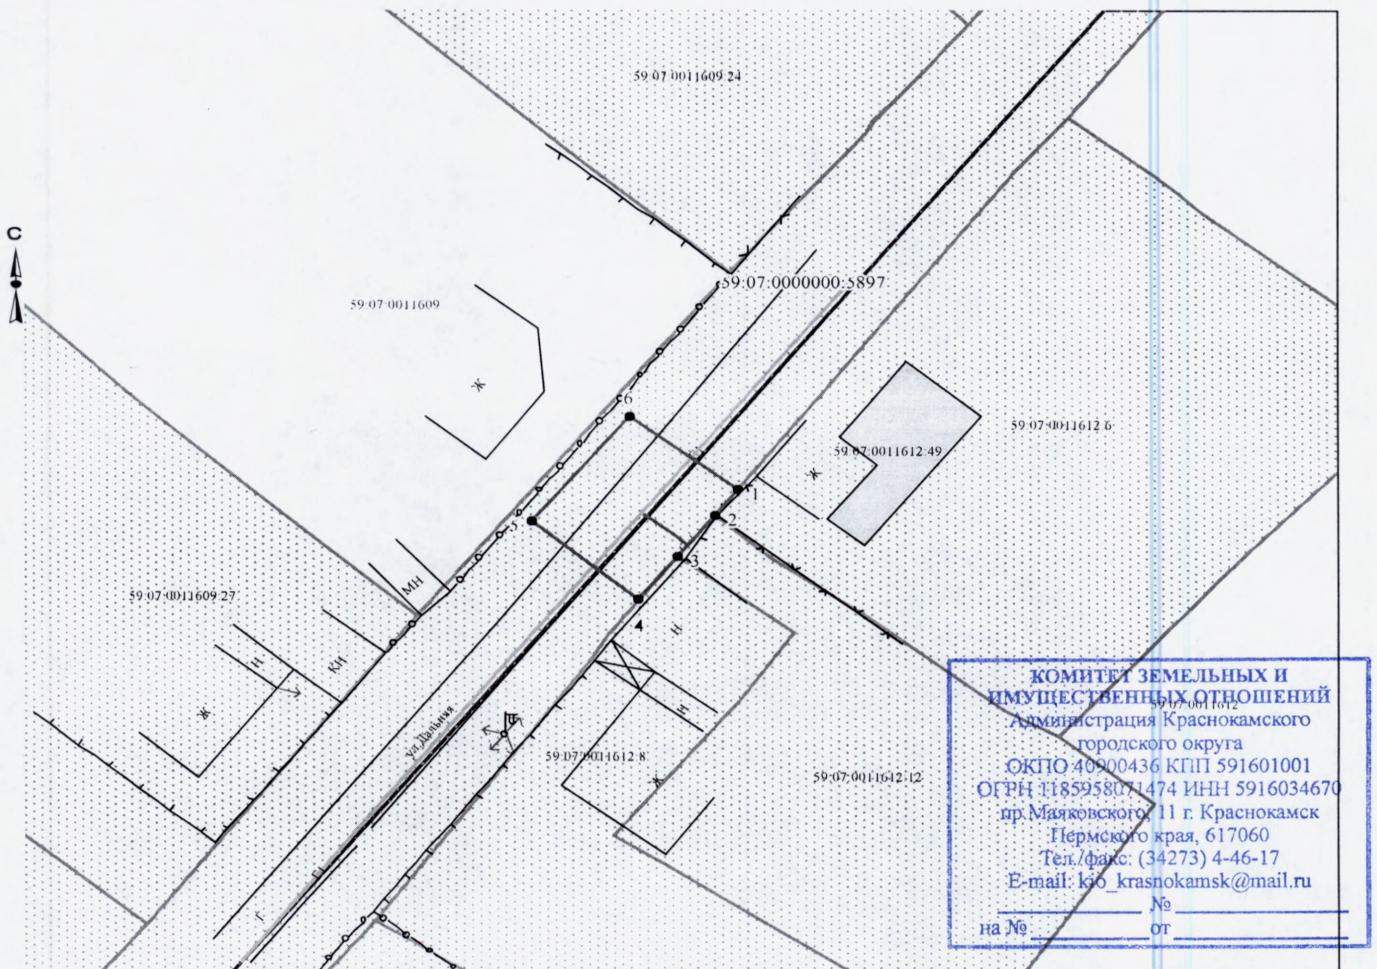 59:07:0011609:24
С
59:07:0000000:5897
59:07:0011609
Ж
6
59:07:0011612:6
59:07:0011612:49
Ж
1
2
5
3
МН
59:07:0011609:27
4
Н
Н
КН
Ж
Н
ул.Дальняя
59:07:0011612:8
Ж
59:07:0011612:12
59:07:0011612
Г
КОМИТЕТ ЗЕМЕЛЬНЫХ И
ИМУЩЕСТВЕННЫХ ОТНОШЕНИЙ
Администрация Краснокамского
городского округа
ОКПО 40900436 КПП 591601001
ОГРН 1185958071474 ИНН 5916034670
пр.Маяковского, 11 г. Краснокамск
Пермского края, 617060
Тел./факс: (34273) 4-46-17
E-mail: kio_krasnokamsk@mail.ru
№
на № от